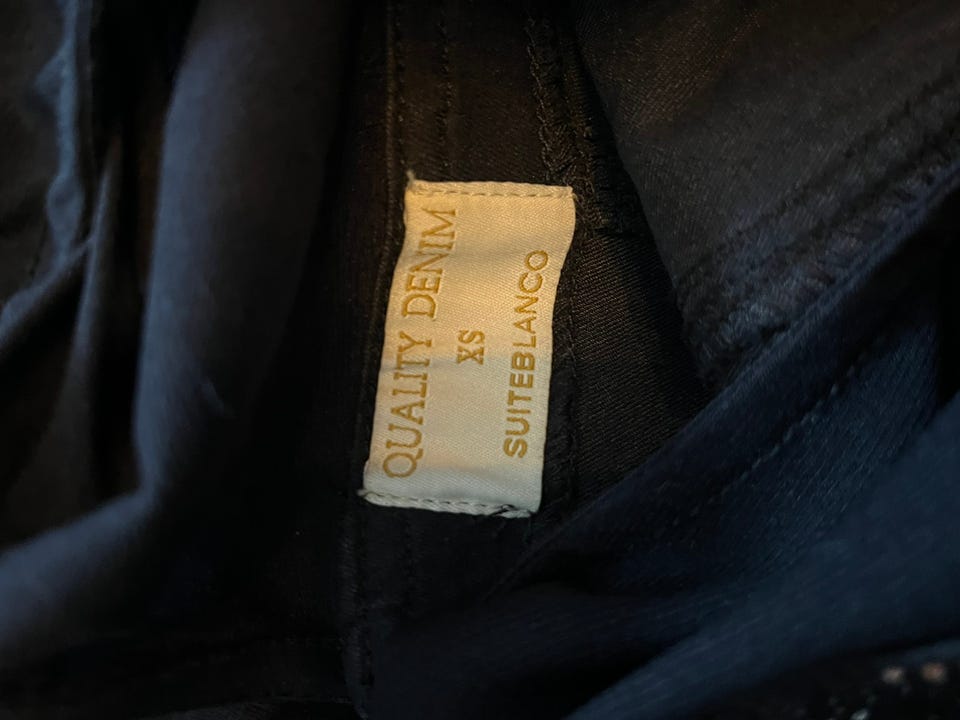 QUALITY DENIM
XS
SUITEBLANCO